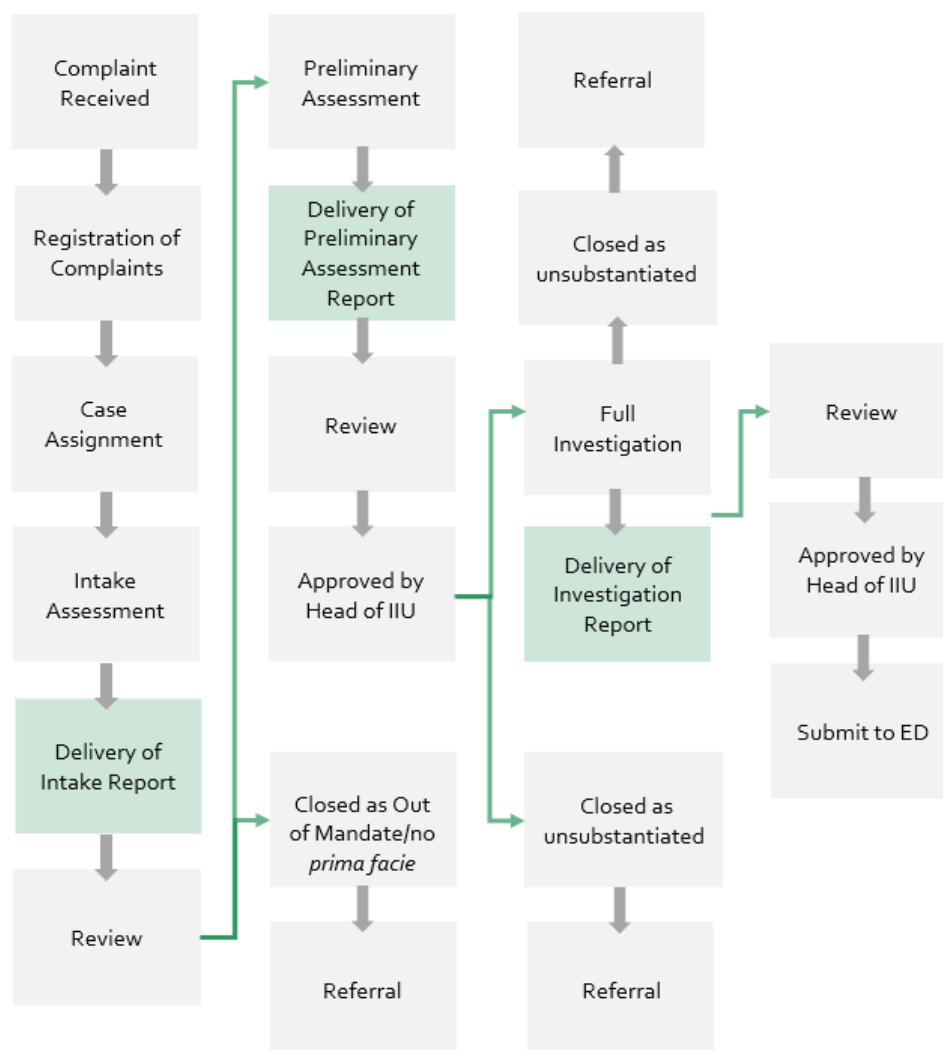 Complaint
Received
Registration of
Complaints
Case
Assignment
Intake
Assessment
Delivery of
Intake Report
Review
Preliminary
Assessment
Delivery of
Preliminary
Assessment
Report
Review
Approved by
Head of IIU
Closed as Out
of Mandate/no
prima facie
Referral
Referral
Closed as
unsubstantiated
Full
Investigation
Delivery of
Investigation
Report
Closed as
unsubstantiated
Referral
Review
Approved by
Head of IIU
Submit to ED